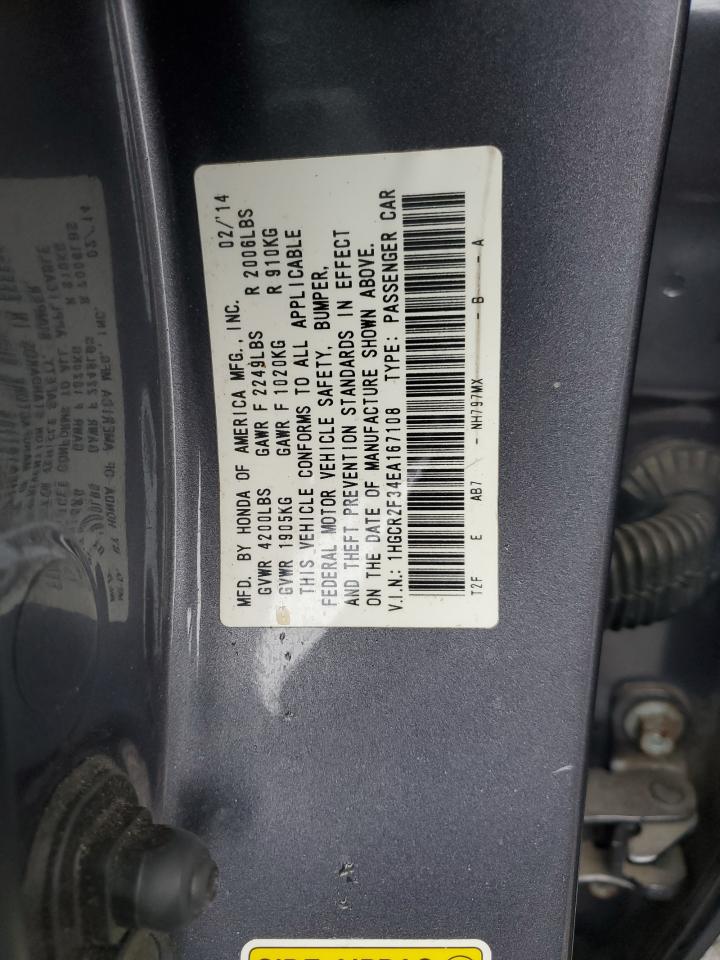 MFD. BY HONDA OF AMERICA MFG., INC. 02/'14
GVWR 4200LBS GAWR F 2249LBS R 2006LBS
GVWR 1905KG GAWR F 1020KG R 910KG
THIS VEHICLE CONFORMS TO ALL APPLICABLE
FEDERAL MOTOR VEHICLE SAFETY, BUMPER,
AND THEFT PREVENTION STANDARDS IN EFFECT
ON THE DATE OF MANUFACTURE SHOWN ABOVE.
V.I.N.: 1HGCR2F34EA167108 TYPE: PASSENGER CAR
T2F E AB7 - NH797MX - B - A